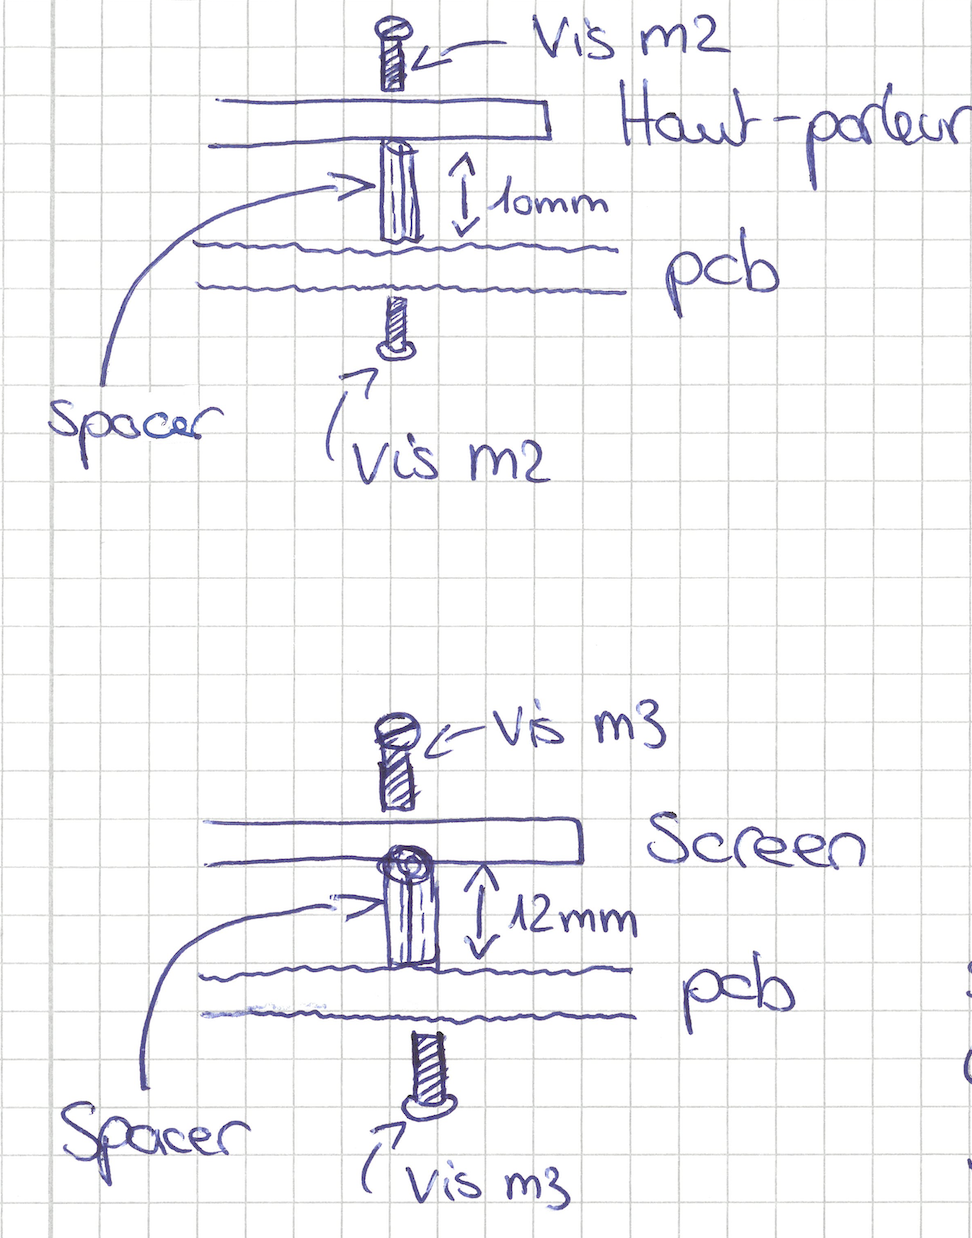 Vis m2
Haut-parleur
10mm
pcb
spacer
Vis m2
Vis m3
Screen
12mm
pcb
Spacer
Vis m3